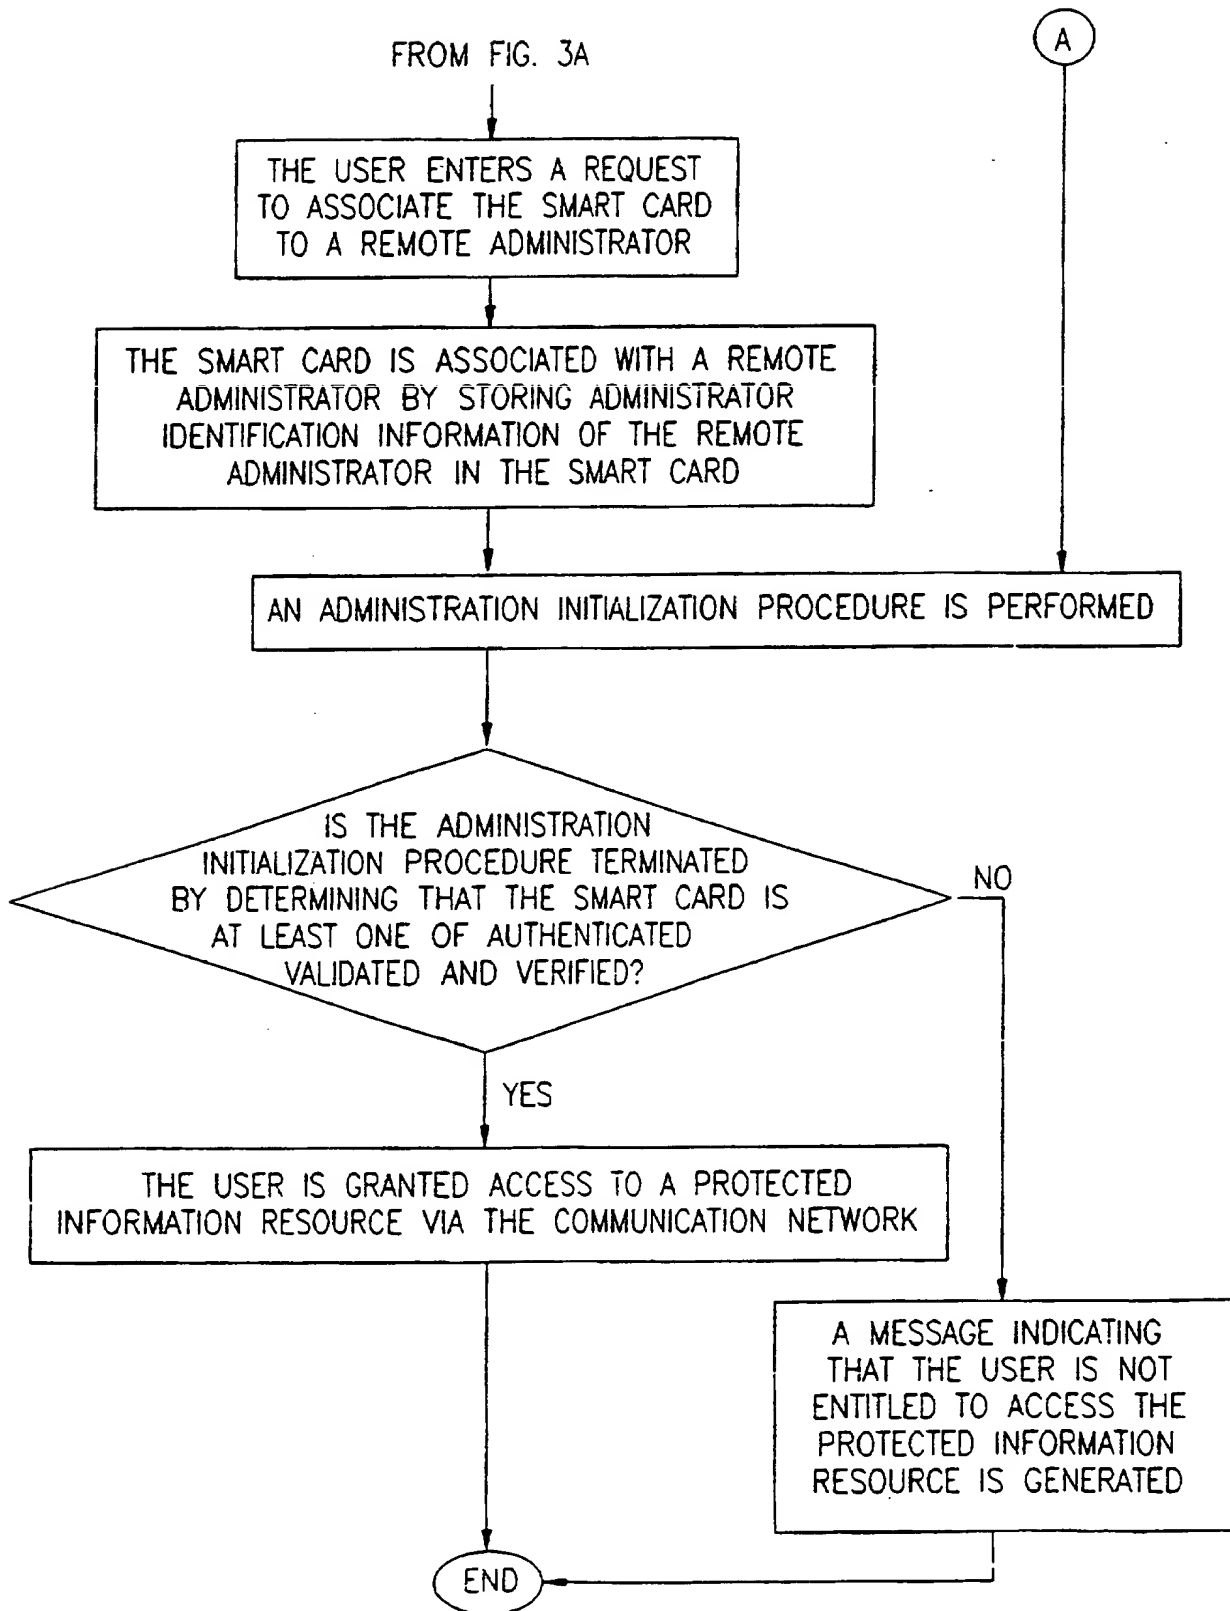 FROM FIG. 3A
A
THE USER ENTERS A REQUEST
TO ASSOCIATE THE SMART CARD
TO A REMOTE ADMINISTRATOR
THE SMART CARD IS ASSOCIATED WITH A REMOTE
ADMINISTRATOR BY STORING ADMINISTRATOR
IDENTIFICATION INFORMATION OF THE REMOTE
ADMINISTRATOR IN THE SMART CARD
AN ADMINISTRATION INITIALIZATION PROCEDURE IS PERFORMED
IS THE ADMINISTRATION
INITIALIZATION PROCEDURE TERMINATED
BY DETERMINING THAT THE SMART CARD IS
AT LEAST ONE OF AUTHENTICATED
VALIDATED AND VERIFIED?
NO
YES
THE USER IS GRANTED ACCESS TO A PROTECTED
INFORMATION RESOURCE VIA THE COMMUNICATION NETWORK
A MESSAGE INDICATING
THAT THE USER IS NOT
ENTITLED TO ACCESS THE
PROTECTED INFORMATION
RESOURCE IS GENERATED
END